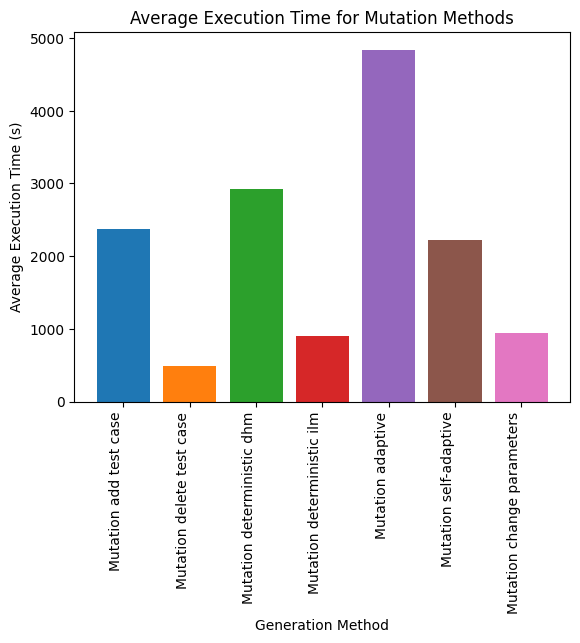 Average Execution Time for Mutation Methods
Average Execution Time (s)
5000
4000
3000
2000
1000
0
Mutation add test case
Mutation delete test case
Mutation deterministic dhm
Mutation deterministic ilm
Mutation adaptive
Mutation self-adaptive
Mutation change parameters
Generation Method